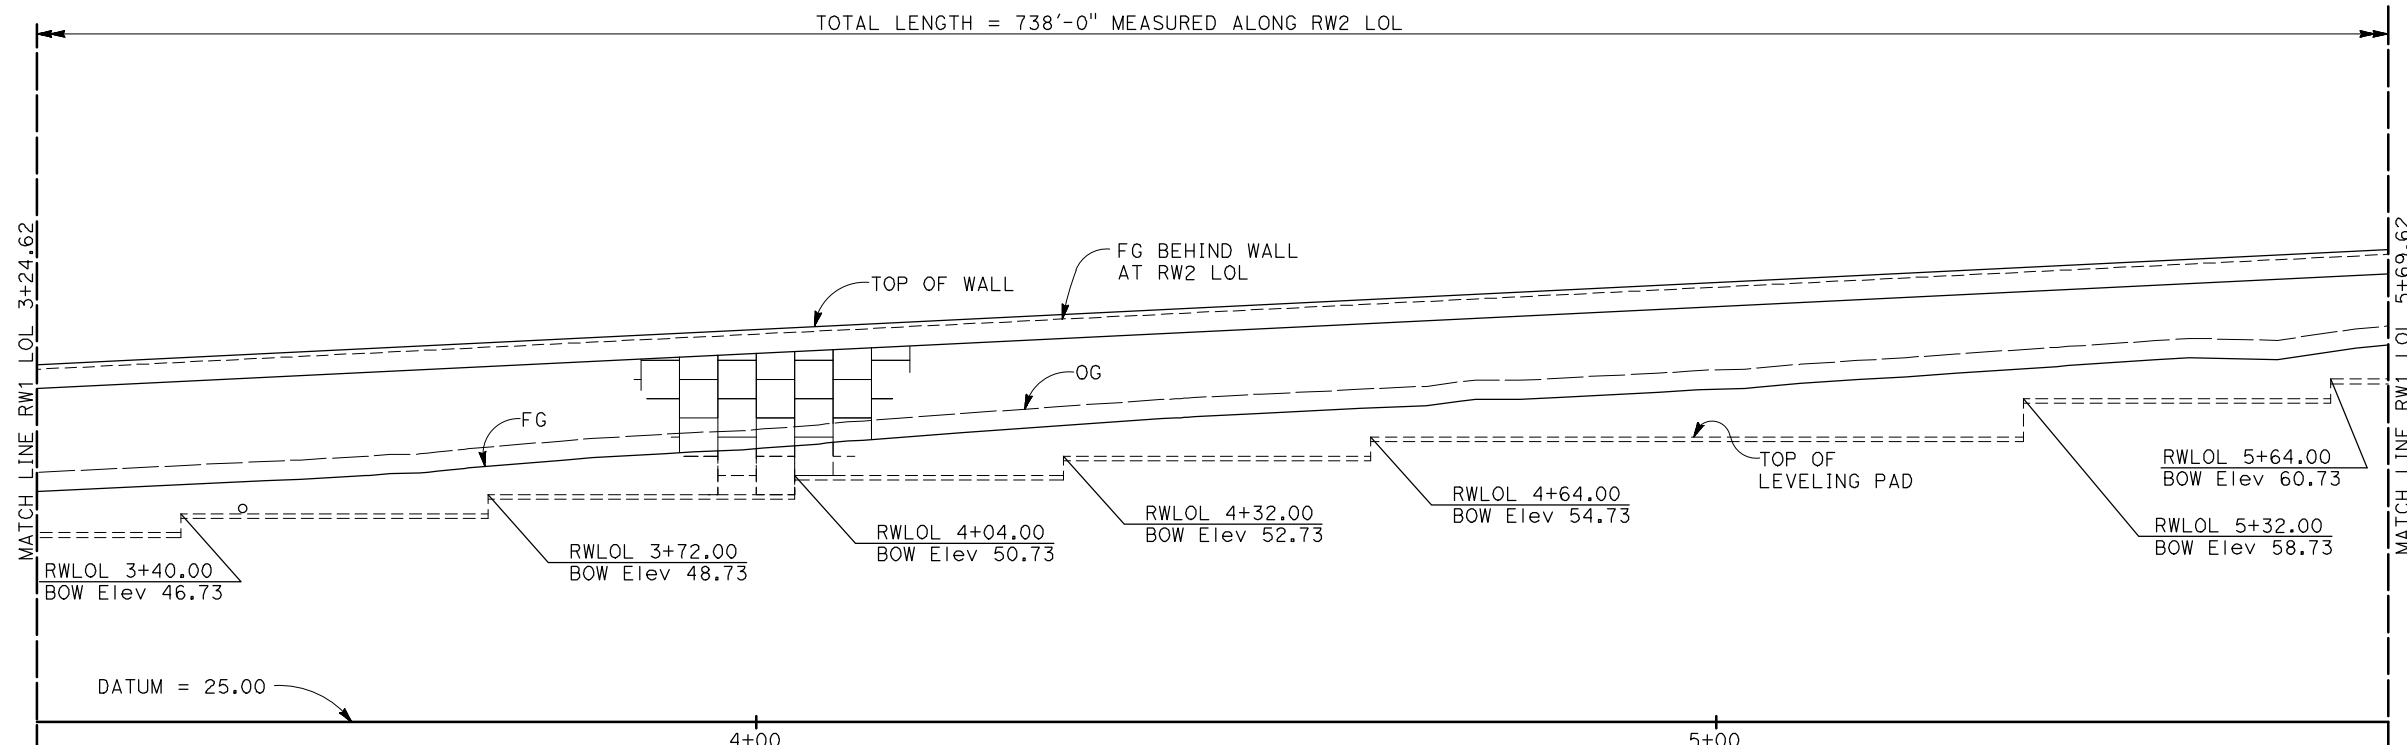 TOTAL LENGTH = 738'-0" MEASURED ALONG RW2 LOL
MATCH LINE RW1 LOL 3+24.62
MATCH LINE RW1 LOL 5+69.62
FG BEHIND WALL
AT RW2 LOL
TOP OF WALL
OG
FG
TOP OF
LEVELING PAD
RWLOL 3+40.00
BOW Elev 46.73
RWLOL 3+72.00
BOW Elev 48.73
RWLOL 4+04.00
BOW Elev 50.73
RWLOL 4+32.00
BOW Elev 52.73
RWLOL 4+64.00
BOW Elev 54.73
RWLOL 5+32.00
BOW Elev 58.73
RWLOL 5+64.00
BOW Elev 60.73
DATUM = 25.00
4+00
5+00